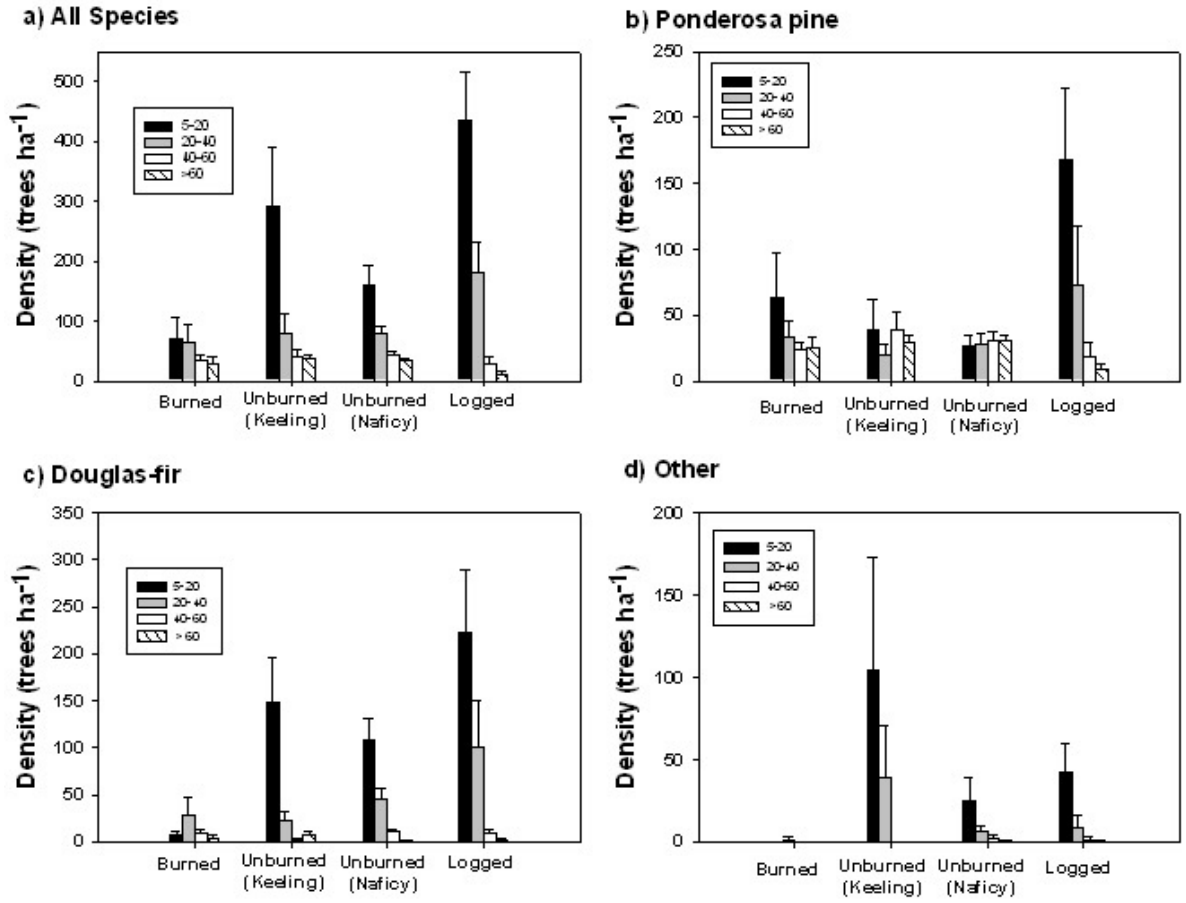 a) All Species
Density (trees ha⁻¹)
500
400
300
200
100
0
5-20
20-40
40-60
>60
Burned
Unburned
(Keeling)
Unburned
(Naficy)
Logged
b) Ponderosa pine
Density (trees ha⁻¹)
250
200
150
100
50
0
5-20
20-40
40-60
>60
Burned
Unburned
(Keeling)
Unburned
(Naficy)
Logged
c) Douglas-fir
Density (trees ha⁻¹)
350
300
250
200
150
100
50
0
5-20
20-40
40-60
>60
Burned
Unburned
(Keeling)
Unburned
(Naficy)
Logged
d) Other
Density (trees ha⁻¹)
200
150
100
50
0
5-20
20-40
40-60
>60
Burned
Unburned
(Keeling)
Unburned
(Naficy)
Logged